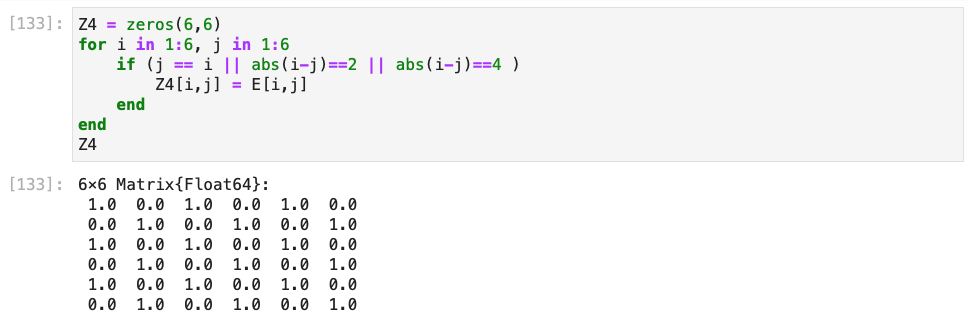 [133]: Z4 = zeros(6,6)
for i in 1:6, j in 1:6
    if (j == i || abs(i-j)==2 || abs(i-j)==4 )
        Z4[i,j] = E[i,j]
    end
end
Z4
[133]: 6×6 Matrix{Float64}:
 1.0  0.0  1.0  0.0  1.0  0.0
 0.0  1.0  0.0  1.0  0.0  1.0
 1.0  0.0  1.0  0.0  1.0  0.0
 0.0  1.0  0.0  1.0  0.0  1.0
 1.0  0.0  1.0  0.0  1.0  0.0
 0.0  1.0  0.0  1.0  0.0  1.0